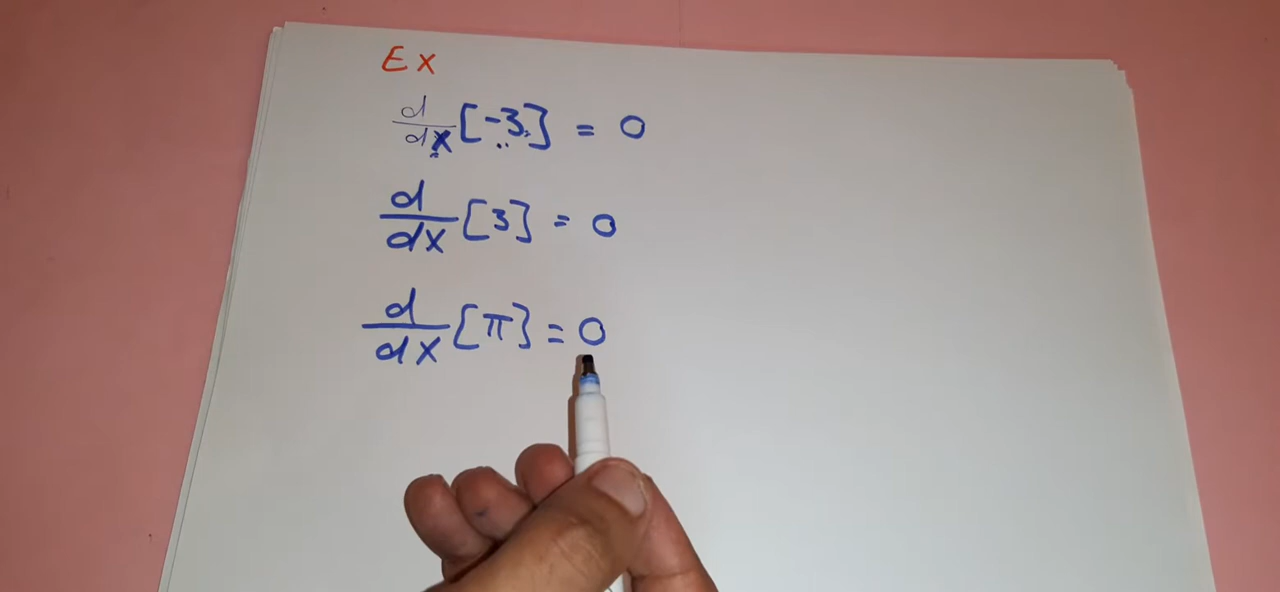 Ex
d/dx [-3] = 0
d/dx [3] = 0
d/dx [π] = 0